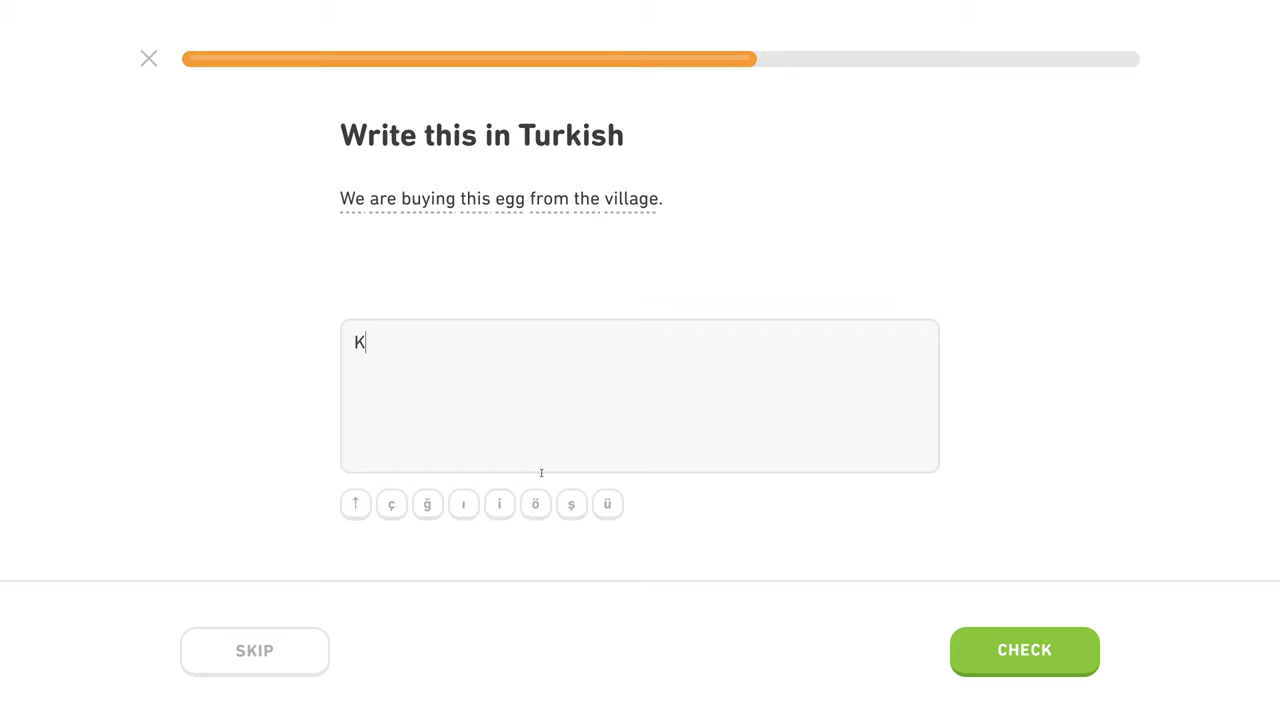 Write this in Turkish
We are buying this egg from the village.
K
↑ ç ğ ı i ö ş ü
SKIP
CHECK